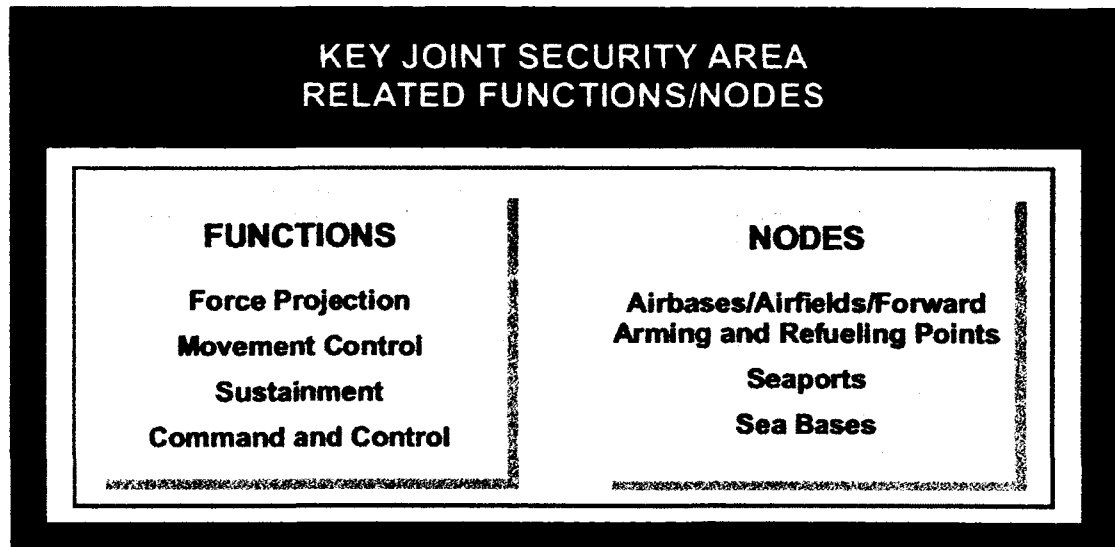 KEY JOINT SECURITY AREA
RELATED FUNCTIONS/NODES
FUNCTIONS
Force Projection
Movement Control
Sustainment
Command and Control
NODES
Airbases/Airfields/Forward
Arming and Refueling Points
Seaports
Sea Bases